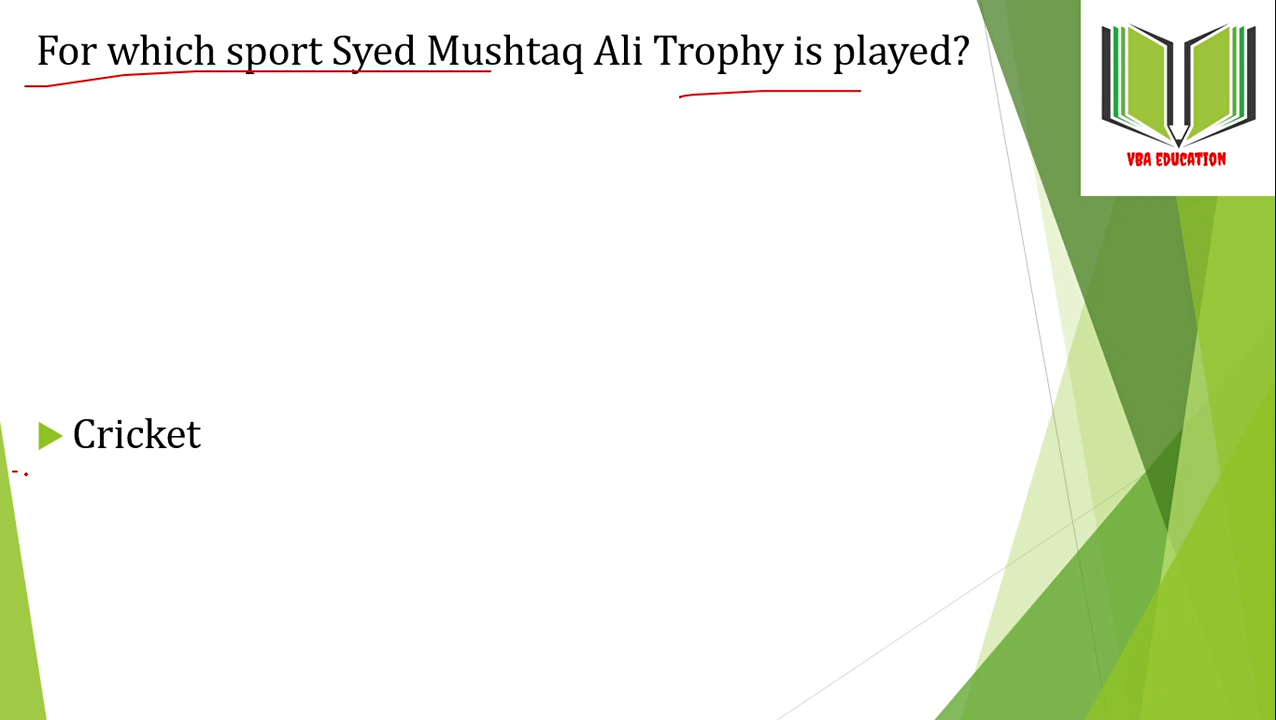 For which sport Syed Mushtaq Ali Trophy is played?
VBA EDUCATION
Cricket